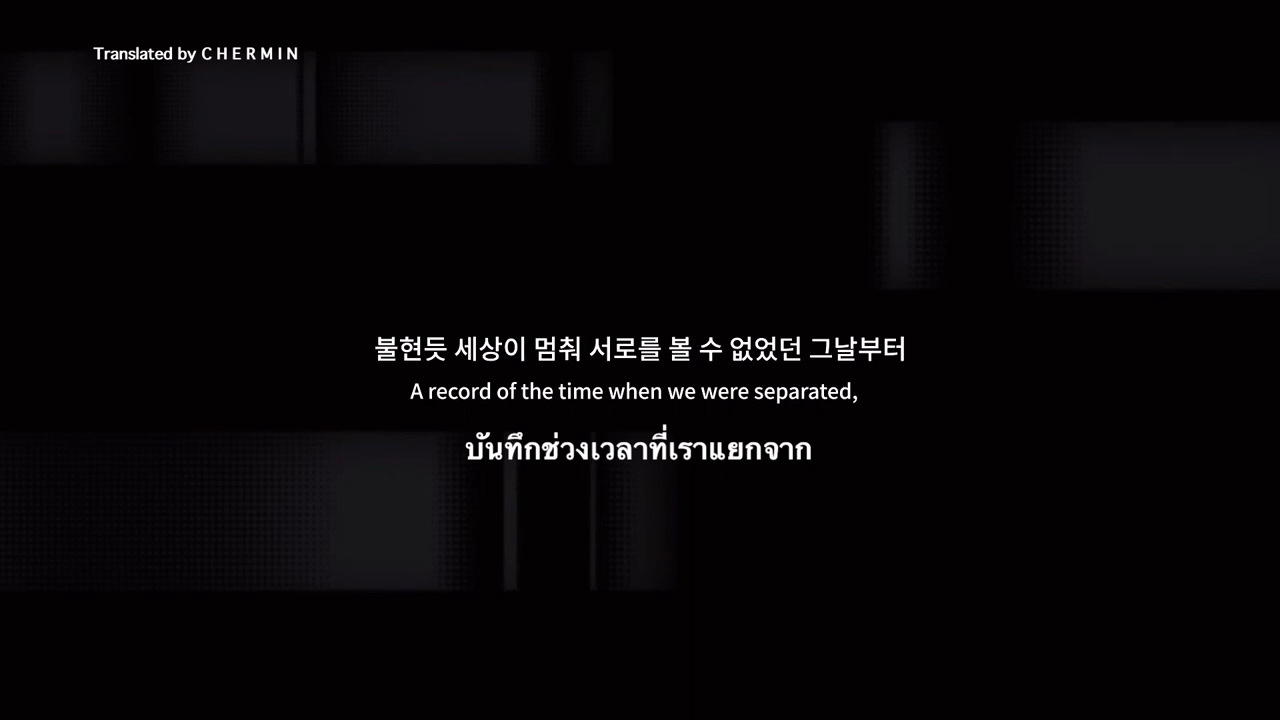 Translated by CHERMIN
불현듯 세상이 멈춰 서로를 볼 수 없었던 그날부터
A record of the time when we were separated,
บันทึกช่วงเวลาที่เราแยกจาก